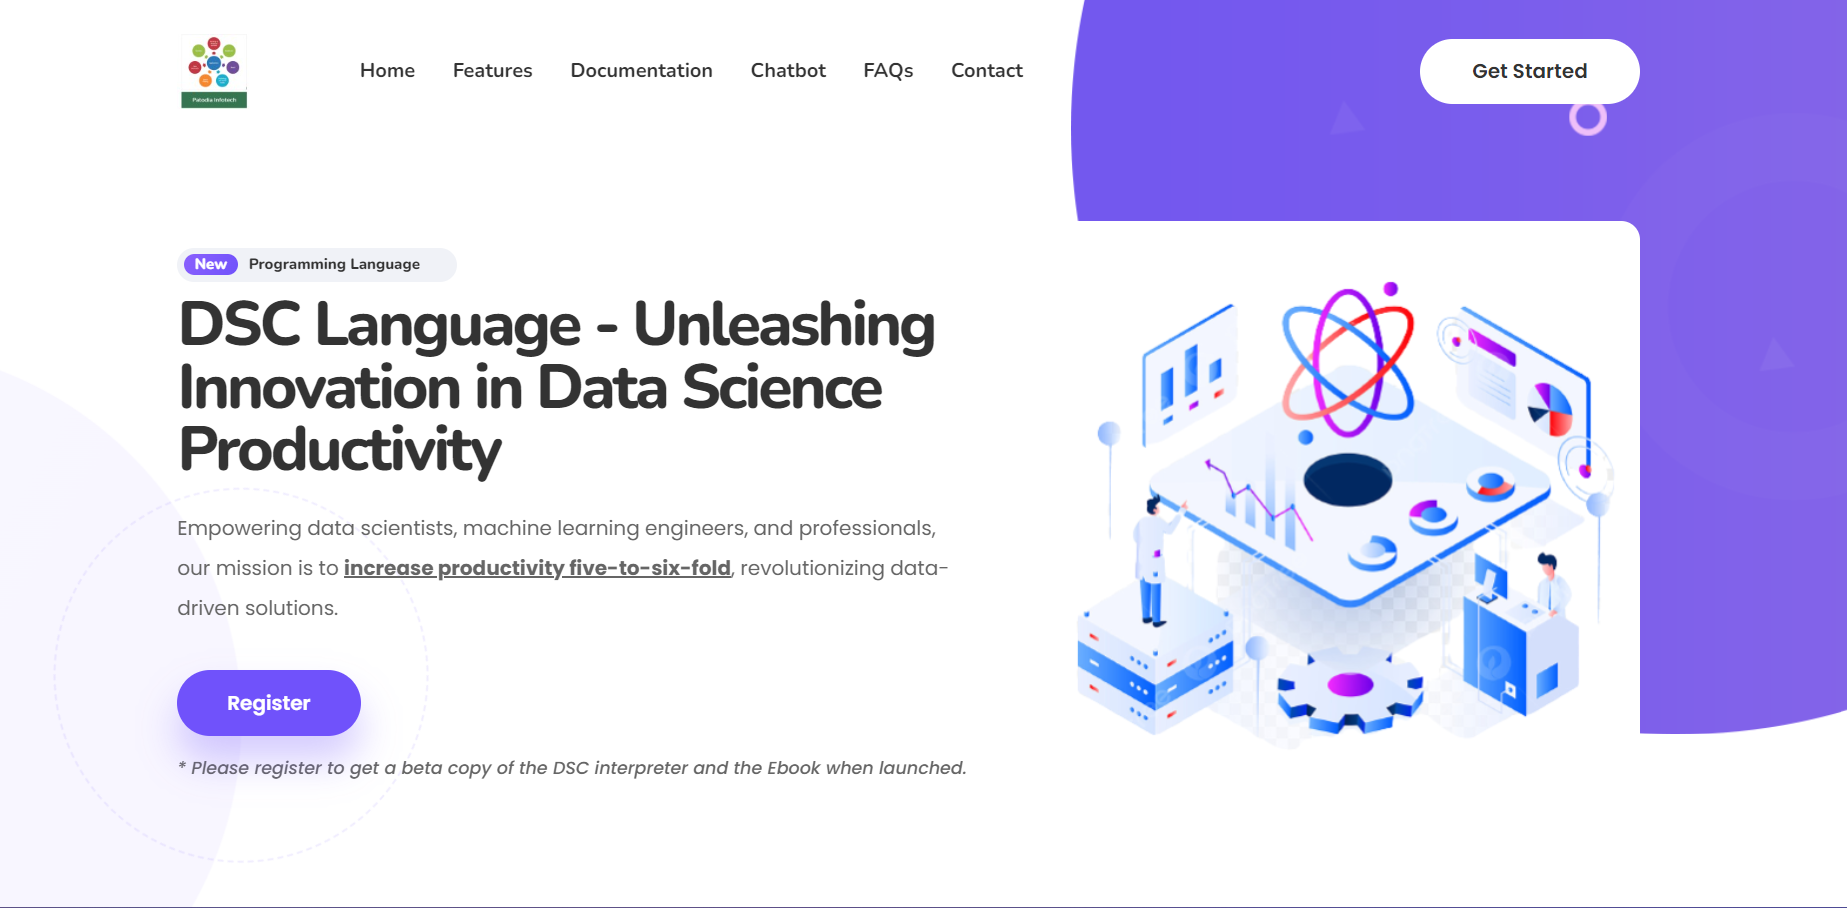 Patodia Infotech
Home
Features
Documentation
Chatbot
FAQs
Contact
Get Started
New Programming Language
DSC Language - Unleashing
Innovation in Data Science
Productivity
Empowering data scientists, machine learning engineers, and professionals,
our mission is to increase productivity five-to-six-fold, revolutionizing data-
driven solutions.
Register
* Please register to get a beta copy of the DSC interpreter and the Ebook when launched.